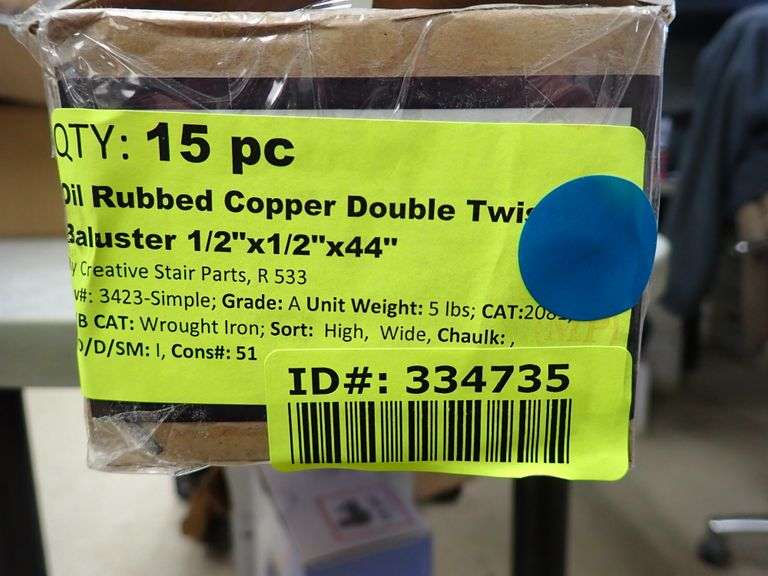 QTY: 15 pc
Oil Rubbed Copper Double
Baluster 1/2"x1/2"x44"
Creative Stair Parts, R 533
3423-Simple; Grade: A Unit Weight: 5 lbs; CAT:
CAT: Wrought Iron; Sort: High, Wide, Chaulk: ,
/D/SM: I, Cons#: 51
ID#: 334735